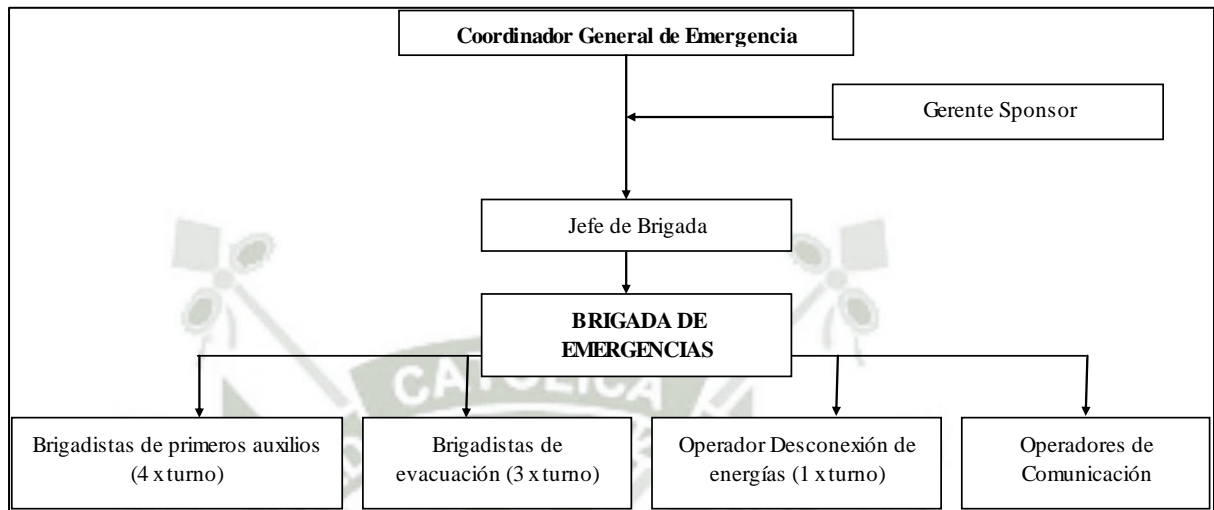 Coordinador General de Emergencia
Gerente Sponsor
Jefe de Brigada
BRIGADA DE
EMERGENCIAS
CATÓLICA
Brigadistas de primeros auxilios
(4 x turno)
Brigadistas de
evacuación (3 x turno)
Operador Desconexión de
energías (1 x turno)
Operadores de
Comunicación